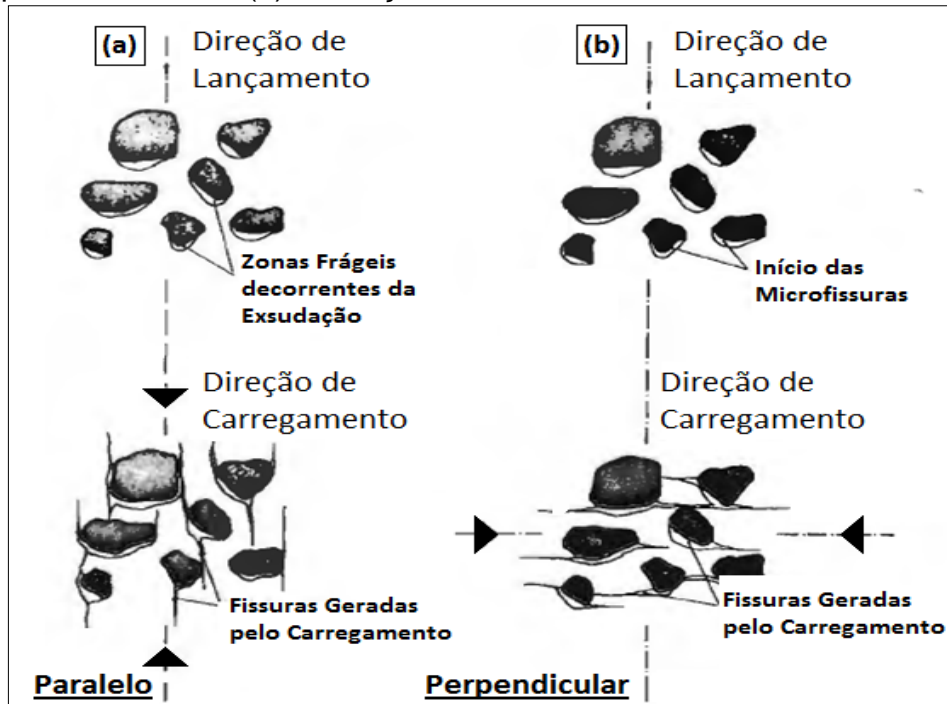 (a)
Direção de
Lançamento
Zonas Frágeis
decorrentes da
Exsudação
Direção de
Carregamento
Fissuras Geradas
pelo Carregamento
Paralelo
(b)
Direção de
Lançamento
Início das
Microfissuras
Direção de
Carregamento
Fissuras Geradas
pelo Carregamento
Perpendicular